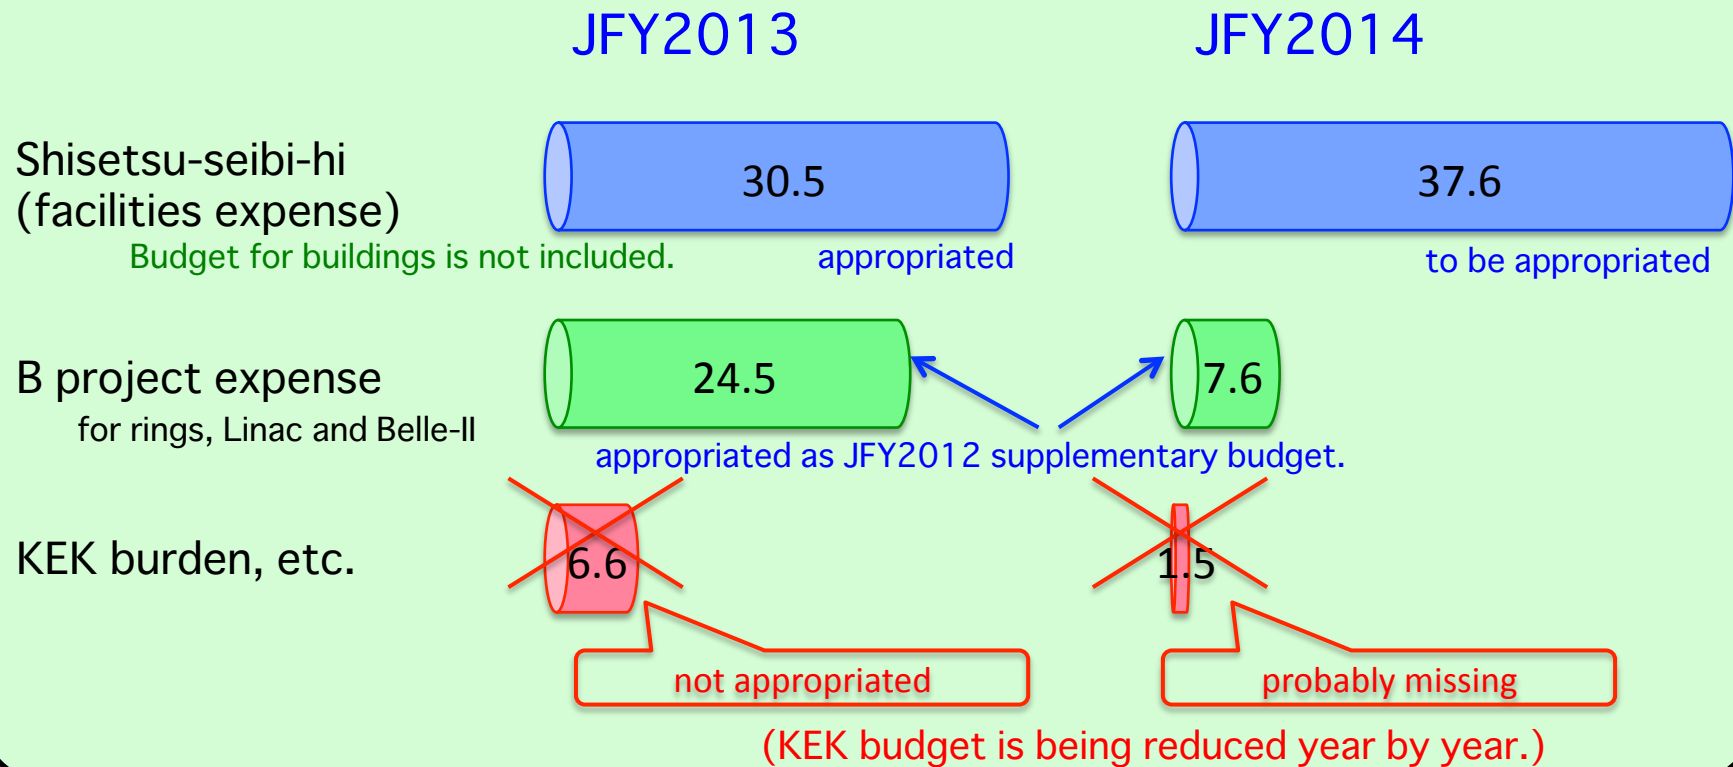 JFY2013
JFY2014
Shisetsu-seibi-hi
(facilities expense)
30.5
37.6
Budget for buildings is not included.
appropriated
to be appropriated
B project expense
24.5
7.6
for rings, Linac and Belle-II
appropriated as JFY2012 supplementary budget.
KEK burden, etc.
6.6
1.5
not appropriated
probably missing
(KEK budget is being reduced year by year.)